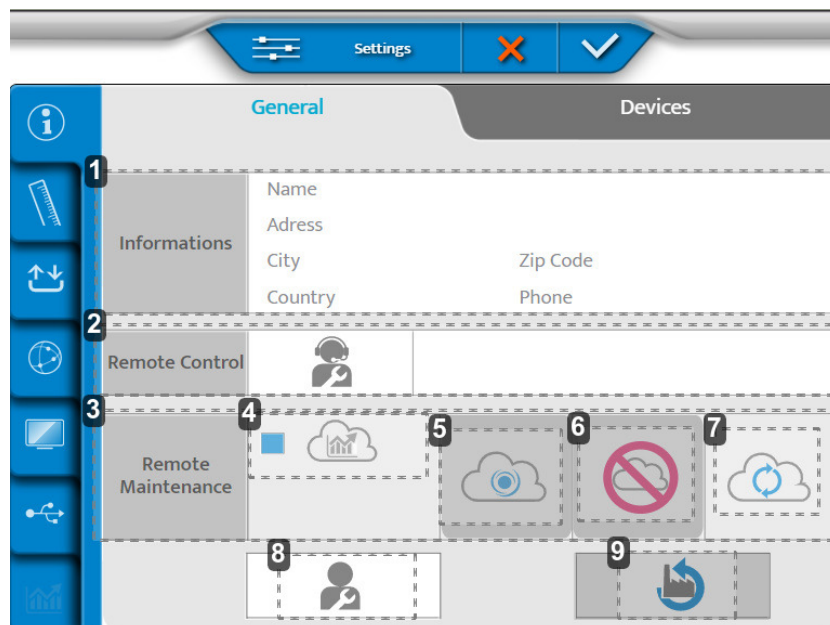 Settings
General
Devices
1
Informations
Name
Adress
City
Zip Code
Country
Phone
2
Remote Control
3
Remote
Maintenance
4
5
6
7
8
9